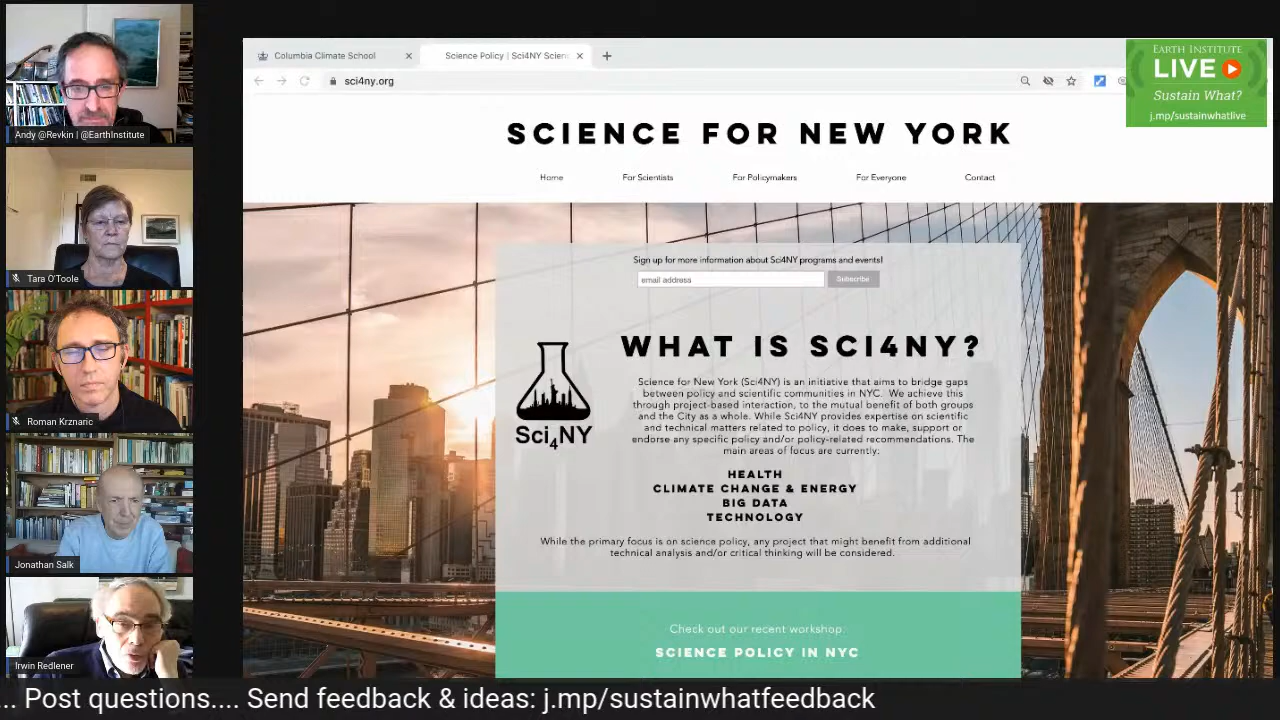 Andy @Revkin | @EarthInstitute
Tara O'Toole
Roman Krznaric
Jonathan Salk
Irwin Redlener
Columbia Climate School
Science Policy | Sci4NY Scienc
sci4ny.org
EARTH INSTITUTE
LIVE
Sustain What?
j.mp/sustainwhatlive
SCIENCE FOR NEW YORK
Home For Scientists For Policymakers For Everyone Contact
Sign up for more information about Sci4NY programs and events!
email address Subscribe
WHAT IS SCI4NY?
Sci4NY
Science for New York (Sci4NY) is an initiative that aims to bridge gaps
between policy and scientific communities in NYC. We achieve this
through project-based interaction, to the mutual benefit of both groups
and the City as a whole. While Sci4NY provides expertise on scientific
and technical matters related to policy, it does to make, support or
endorse any specific policy and/or policy-related recommendations. The
main areas of focus are currently:
HEALTH
CLIMATE CHANGE & ENERGY
BIG DATA
TECHNOLOGY
While the primary focus is on science policy, any project that might benefit from additional
technical analysis and/or critical thinking will be considered.
Check out our recent workshop:
SCIENCE POLICY IN NYC
... Post questions.... Send feedback & ideas: j.mp/sustainwhatfeedback